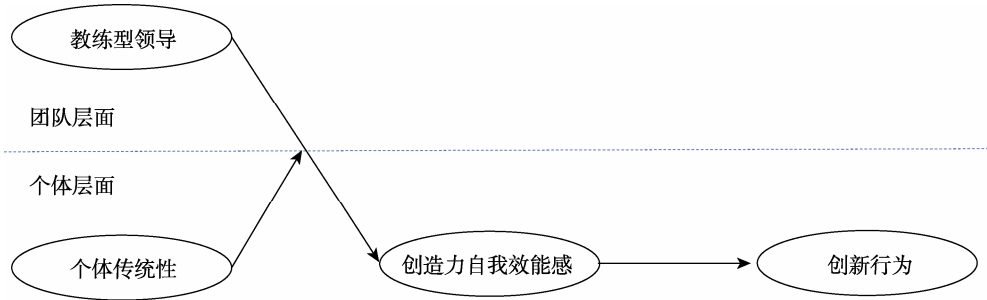 教练型领导
团队层面
个体层面
个体传统性
创造力自我效能感
创新行为